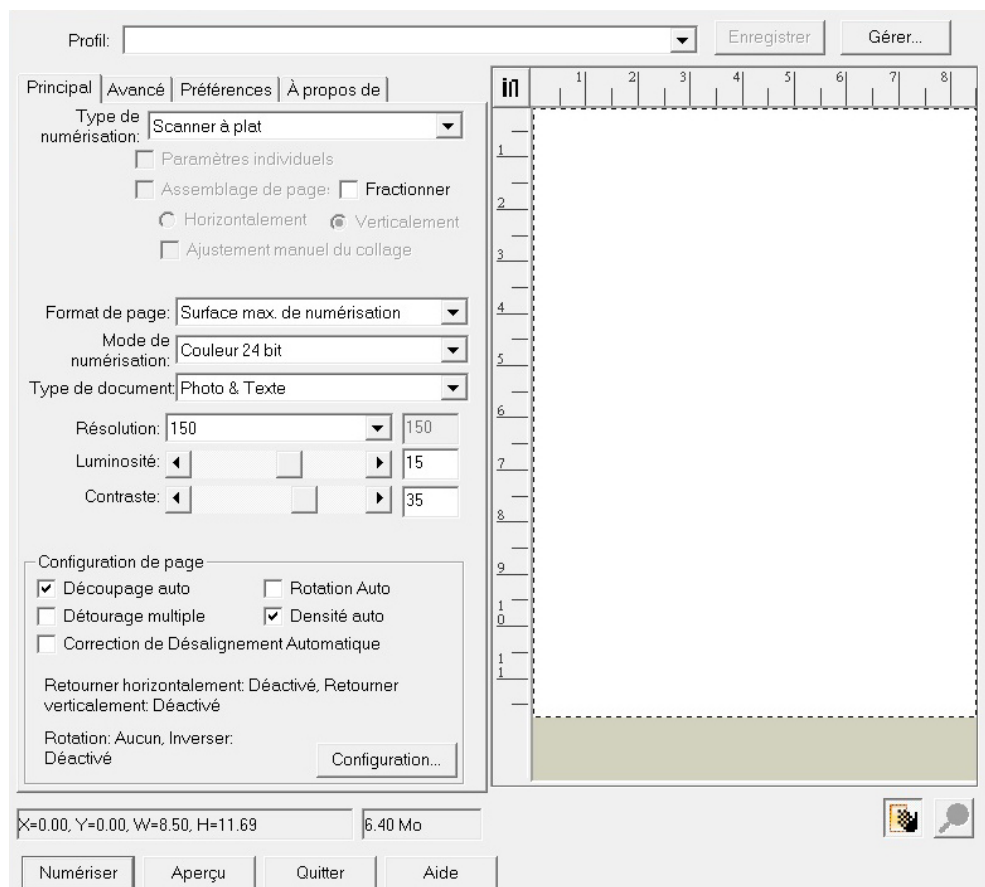 Profil:
Enregistrer
Gérer...
Principal
Avancé
Préférences
À propos de
Type de numérisation:
Scanner à plat
Paramètres individuels
Assemblage de page:
Fractionner
Horizontalement
Verticalement
Ajustement manuel du collage
Format de page:
Surface max. de numérisation
Mode de numérisation:
Couleur 24 bit
Type de document:
Photo & Texte
Résolution:
150
150
Luminosité:
15
Contraste:
35
Configuration de page
Découpage auto
Rotation Auto
Détourage multiple
Densité auto
Correction de Désalignement Automatique
Retourner horizontalement: Déactivé, Retourner
verticalement: Déactivé
Rotation: Aucun, Inverser:
Déactivé
Configuration...
in
1 2 3 4 5 6 7 8
1
2
3
4
5
6
7
8
9
10
11
X=0.00, Y=0.00, W=8.50, H=11.69
6.40 Mo
Numériser
Aperçu
Quitter
Aide